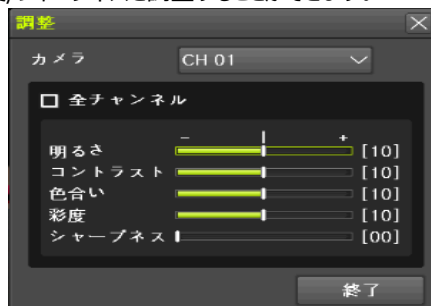 調整
カメラ CH 01
全チャンネル
- | +
明るさ [10]
コントラスト [10]
色合い [10]
彩度 [10]
シャープネス [00]
終了